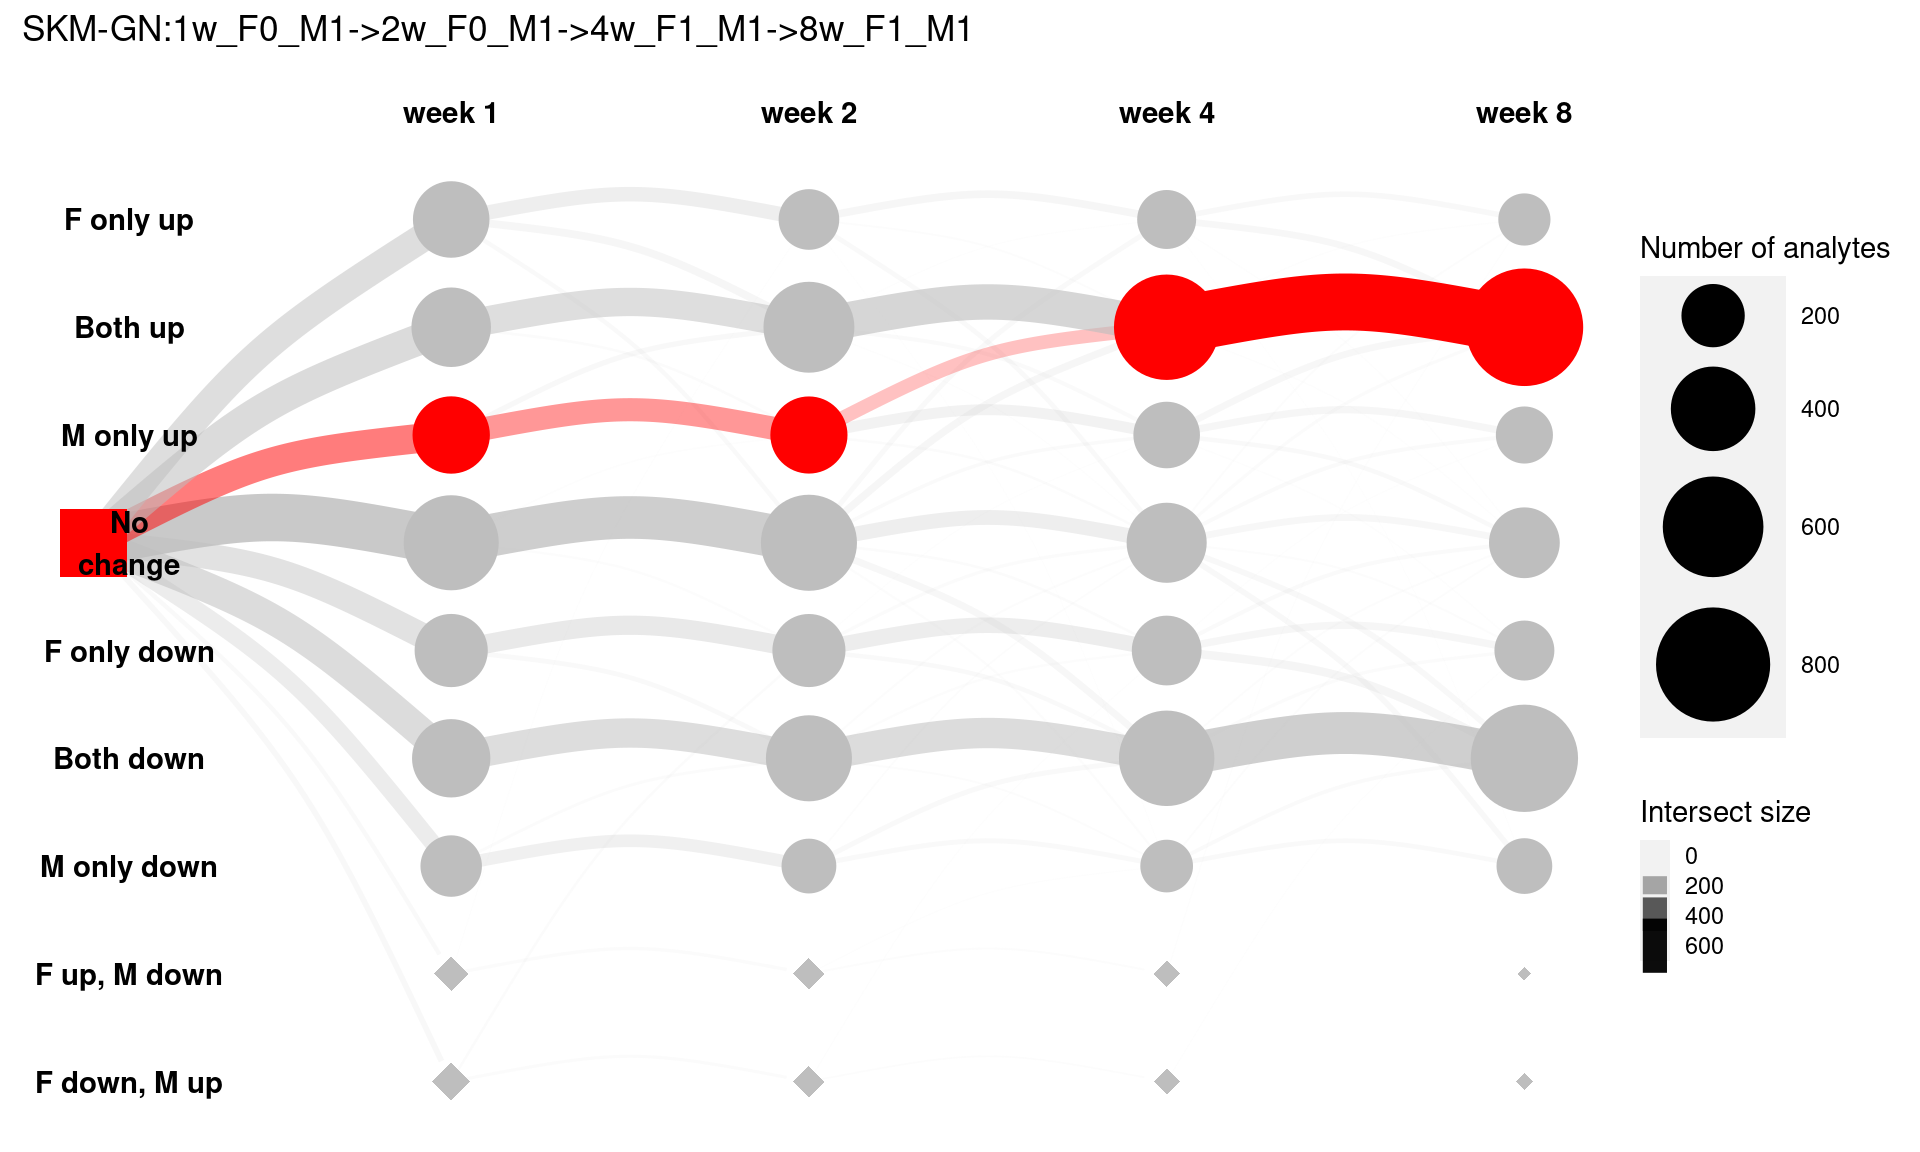 SKM-GN:1w_F0_M1->2w_F0_M1->4w_F1_M1->8w_F1_M1
week 1
week 2
week 4
week 8
F only up
Both up
M only up
No
change
F only down
Both down
M only down
F up, M down
F down, M up
Number of analytes
200
400
600
800
Intersect size
0
200
400
600